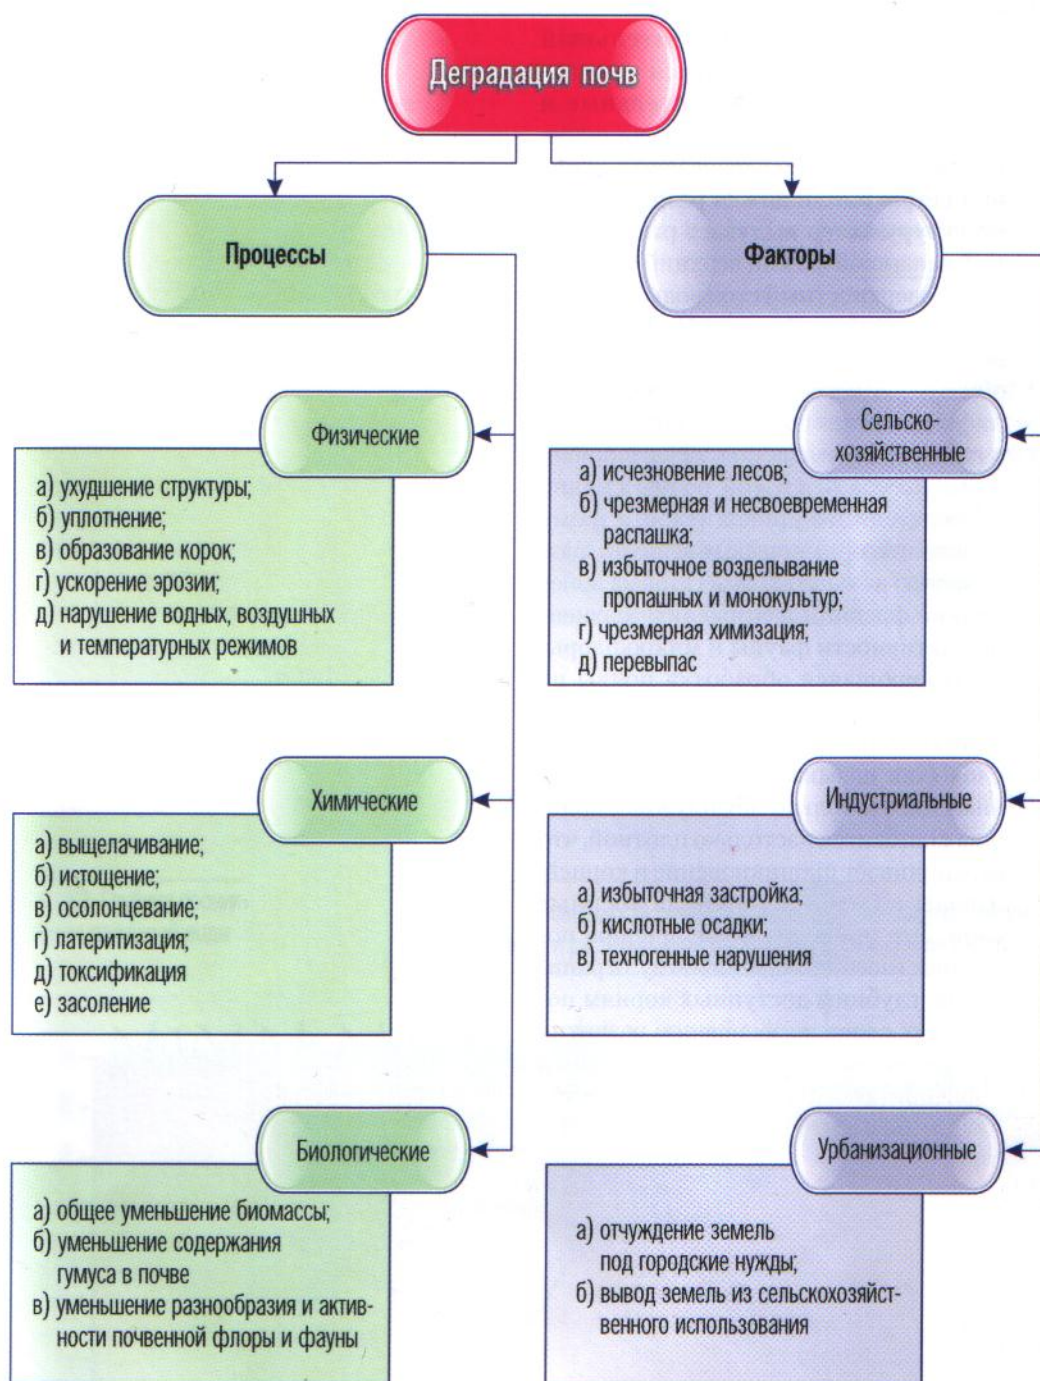 Деградация почв
Процессы
Физические
а) ухудшение структуры;
б) уплотнение;
в) образование корок;
г) ускорение эрозии;
д) нарушение водных, воздушных
и температурных режимов
Химические
а) выщелачивание;
б) истощение;
в) осолонцевание;
г) латеритизация;
д) токсификация
е) засоление
Биологические
а) общее уменьшение биомассы;
б) уменьшение содержания
гумуса в почве
в) уменьшение разнообразия и актив-
ности почвенной флоры и фауны
Факторы
Сельско-
хозяйственные
а) исчезновение лесов;
б) чрезмерная и несвоевременная
распашка;
в) избыточное возделывание
пропашных и монокультур;
г) чрезмерная химизация;
д) перевыпас
Индустриальные
а) избыточная застройка;
б) кислотные осадки;
в) техногенные нарушения
Урбанизационные
а) отчуждение земель
под городские нужды;
б) вывод земель из сельскохозяйст-
венного использования